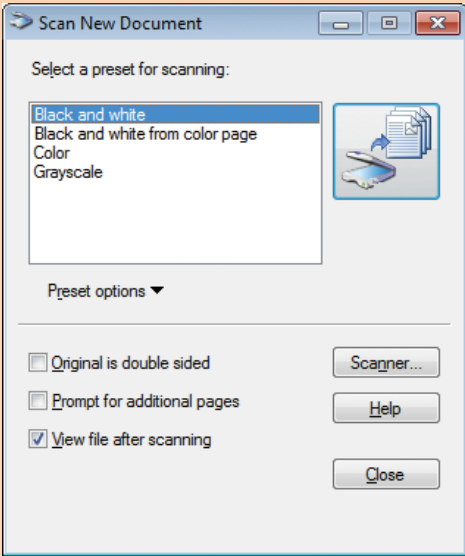 Scan New Document
Select a preset for scanning:
Black and white
Black and white from color page
Color
Grayscale
Preset options
Original is double sided
Scanner...
Prompt for additional pages
Help
View file after scanning
Close